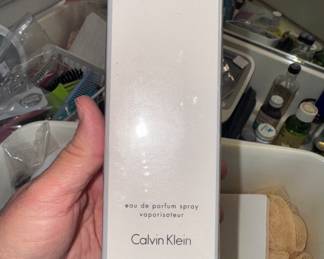 eau de parfum spray
vaporisateur
Calvin Klein